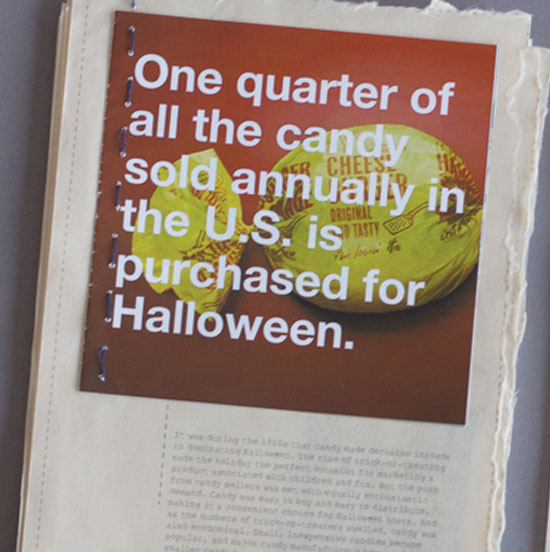 One quarter of
all the candy
sold annually in
the U.S. is
purchased for
Halloween.
CHEESE
ORIGINAL
TASTY
It was during the 1950s that candy made decisive inroads
in dominating Halloween. The rise of trick-or-treating
made the holiday the perfect occasion for marketing a
product associated with children and fun. But the push
from candy sellers was met with equally enthusiastic
demand. Candy was easy to buy and easy to distribute,
making it a convenient choice for Halloween hosts. And
as the numbers of trick-or-treaters swelled, candy was
also economical. Small, inexpensive candies became
popular, and major candy manufacturers
smaller